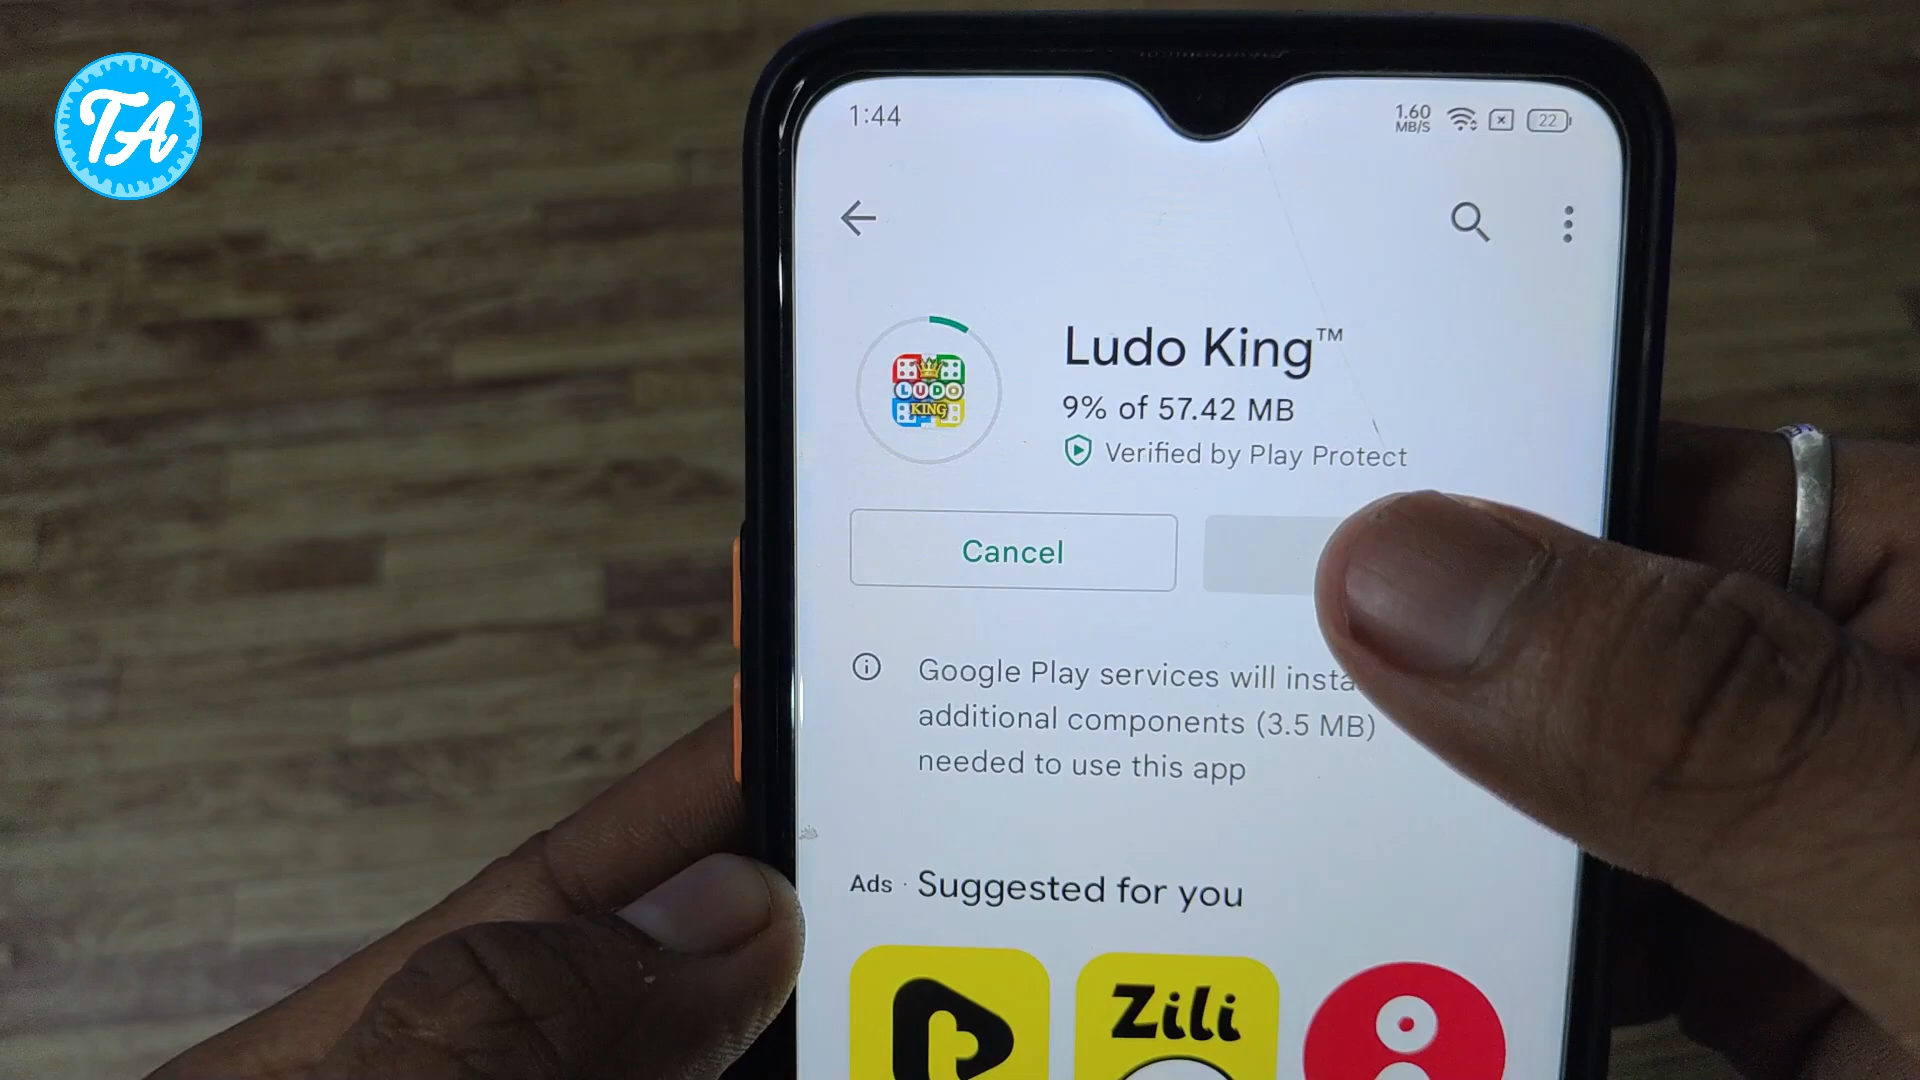 TA
1:44
1.60
MB/S
22
Ludo King™
LUDO
KING
9% of 57.42 MB
Verified by Play Protect
Cancel
Google Play services will insta
additional components (3.5 MB)
needed to use this app
Ads · Suggested for you
Zili